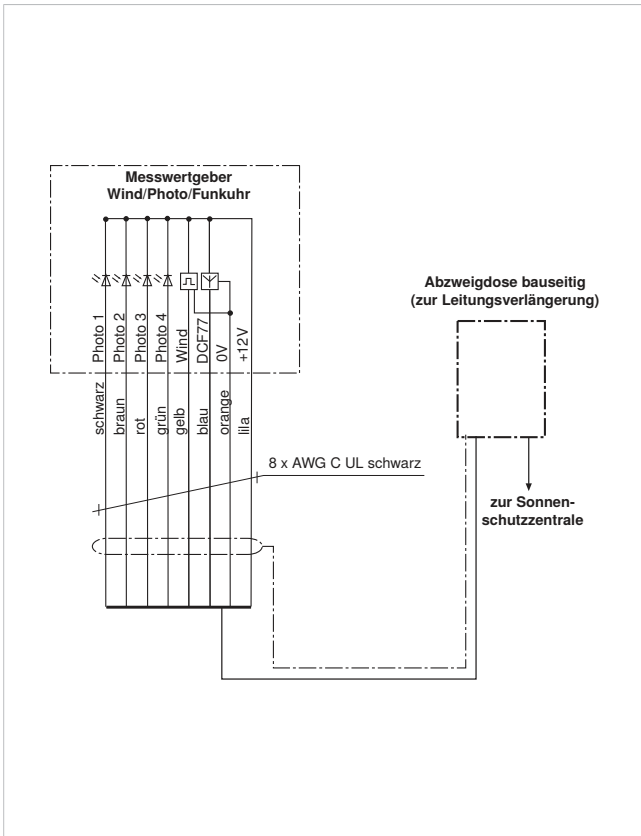 Messwertgeber
Wind/Photo/Funkuhr
Abzweigdose bauseitig
(zur Leitungsverlängerung)
Photo 1
Photo 2
Photo 3
Photo 4
Wind
DCF77
0V
+12V
schwarz
braun
rot
grün
gelb
blau
orange
lila
8 x AWG C UL schwarz
zur Sonnen-
schutzzentrale